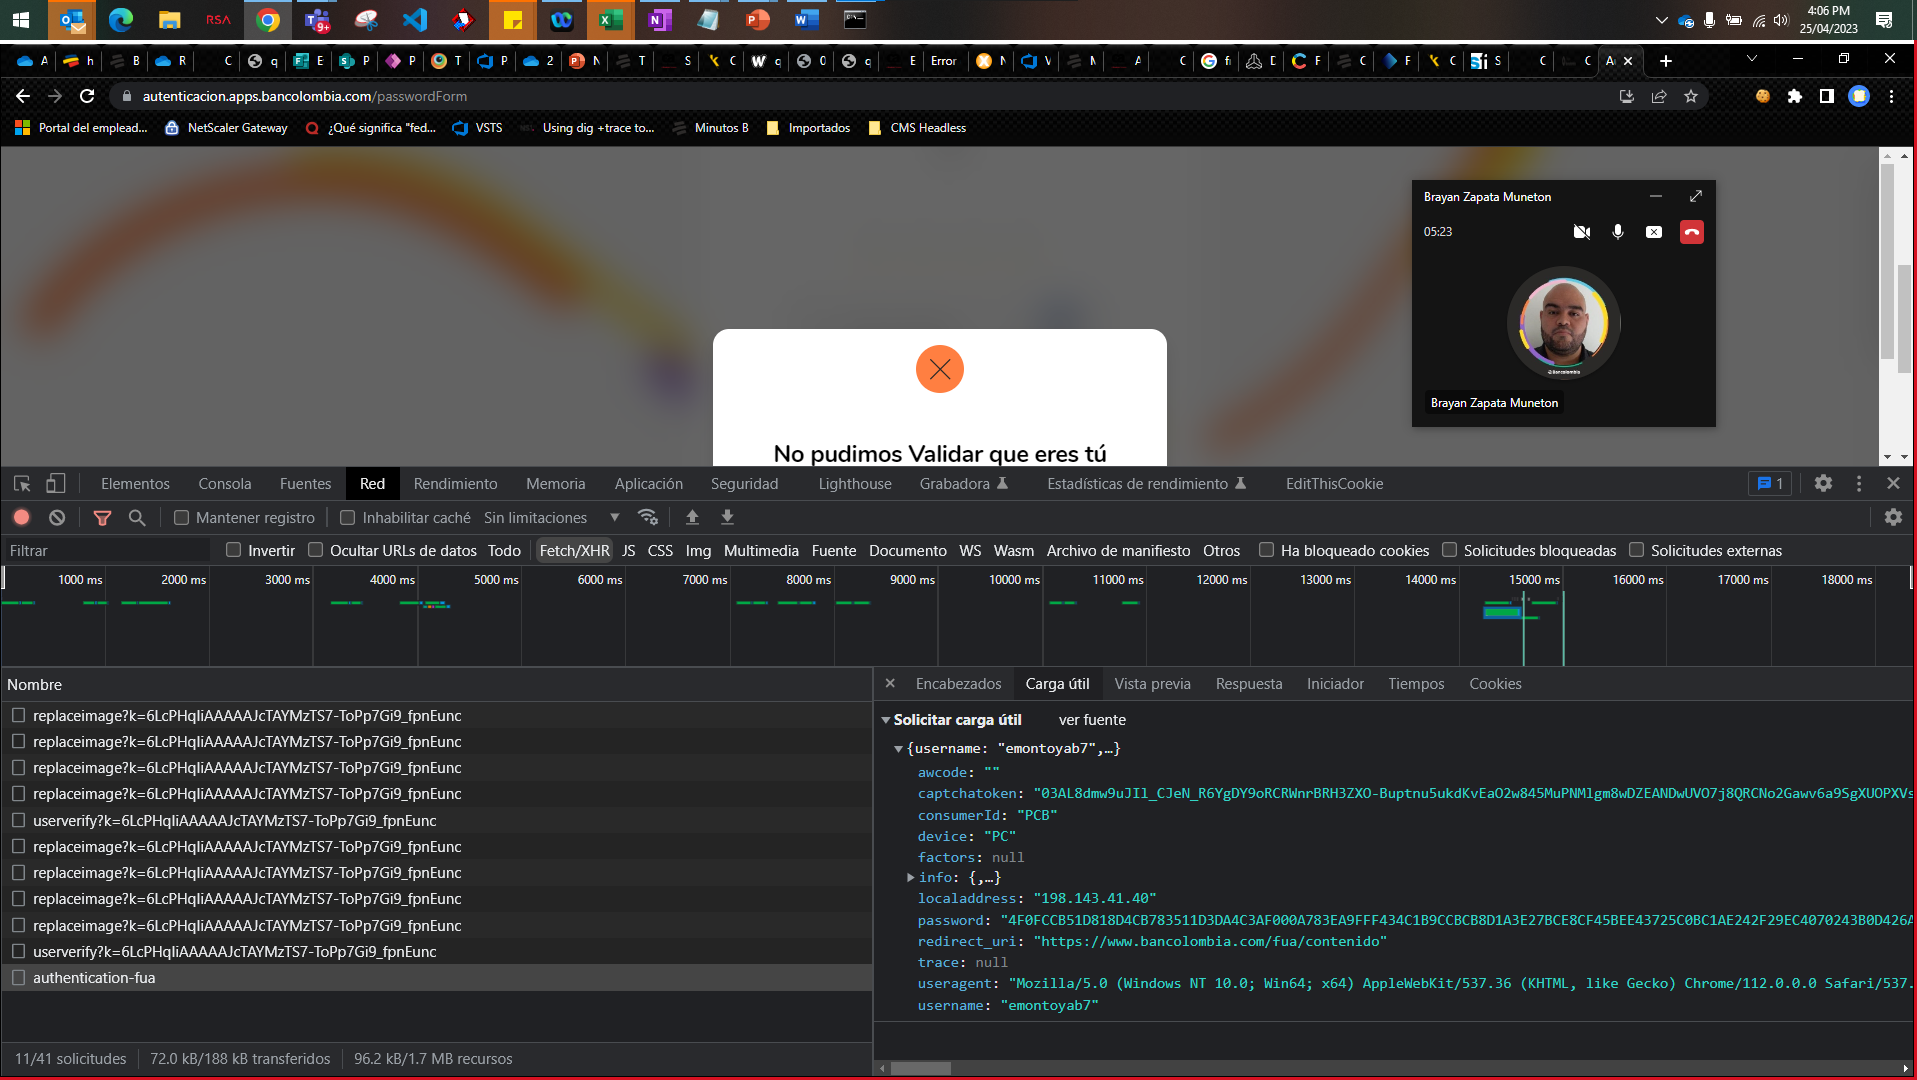 RSA
9+
4:06 PM
25/04/2023
A h B R C q E P P T P 2 N T S C q 0 q E Error N V M A C fi D F C F C S C C A
autenticacion.apps.bancolombia.com/passwordForm
Portal del emplead... NetScaler Gateway ¿Qué significa "fed... VSTS Using dig +trace to... Minutos B Importados CMS Headless
Brayan Zapata Muneton
05:23
Brayan Zapata Muneton
No pudimos Validar que eres tú
Elementos Consola Fuentes Red Rendimiento Memoria Aplicación Seguridad Lighthouse Grabadora Estadísticas de rendimiento EditThisCookie 1
Mantener registro Inhabilitar caché Sin limitaciones
Filtrar Invertir Ocultar URLs de datos Todo Fetch/XHR JS CSS Img Multimedia Fuente Documento WS Wasm Archivo de manifiesto Otros Ha bloqueado cookies Solicitudes bloqueadas Solicitudes externas
1000 ms 2000 ms 3000 ms 4000 ms 5000 ms 6000 ms 7000 ms 8000 ms 9000 ms 10000 ms 11000 ms 12000 ms 13000 ms 14000 ms 15000 ms 16000 ms 17000 ms 18000 ms
Nombre
replaceimage?k=6LcPHqIiAAAAAJcTAYMzTS7-ToPp7Gi9_fpnEunc
replaceimage?k=6LcPHqIiAAAAAJcTAYMzTS7-ToPp7Gi9_fpnEunc
replaceimage?k=6LcPHqIiAAAAAJcTAYMzTS7-ToPp7Gi9_fpnEunc
replaceimage?k=6LcPHqIiAAAAAJcTAYMzTS7-ToPp7Gi9_fpnEunc
userverify?k=6LcPHqIiAAAAAJcTAYMzTS7-ToPp7Gi9_fpnEunc
replaceimage?k=6LcPHqIiAAAAAJcTAYMzTS7-ToPp7Gi9_fpnEunc
replaceimage?k=6LcPHqIiAAAAAJcTAYMzTS7-ToPp7Gi9_fpnEunc
replaceimage?k=6LcPHqIiAAAAAJcTAYMzTS7-ToPp7Gi9_fpnEunc
replaceimage?k=6LcPHqIiAAAAAJcTAYMzTS7-ToPp7Gi9_fpnEunc
userverify?k=6LcPHqIiAAAAAJcTAYMzTS7-ToPp7Gi9_fpnEunc
authentication-fua
11/41 solicitudes 72.0 kB/188 kB transferidos 96.2 kB/1.7 MB recursos
Encabezados Carga útil Vista previa Respuesta Iniciador Tiempos Cookies
Solicitar carga útil ver fuente
{username: "emontoyab7",…}
awcode: ""
captchatoken: "03AL8dmw9uJIl_CJeN_R6YgDY9oRCRWnrBRH3ZXO-Buptnu5ukdKvEaO2w845MuPNMlgm8wDZEANDwUVO7j8QRCNo2Gawv6a9SgXUOPXVs
consumerId: "PCB"
device: "PC"
factors: null
info: {,…}
localaddress: "198.143.41.40"
password: "4F0FCCB51D818D4CB783511D3DA4C3AF000A783EA9FFF434C1B9CCBCB8D1A3E27BCE8CF45BEE43725C0BC1AE242F29EC4070243B0D426A
redirect_uri: "https://www.bancolombia.com/fua/contenido"
trace: null
useragent: "Mozilla/5.0 (Windows NT 10.0; Win64; x64) AppleWebKit/537.36 (KHTML, like Gecko) Chrome/112.0.0.0 Safari/537.
username: "emontoyab7"